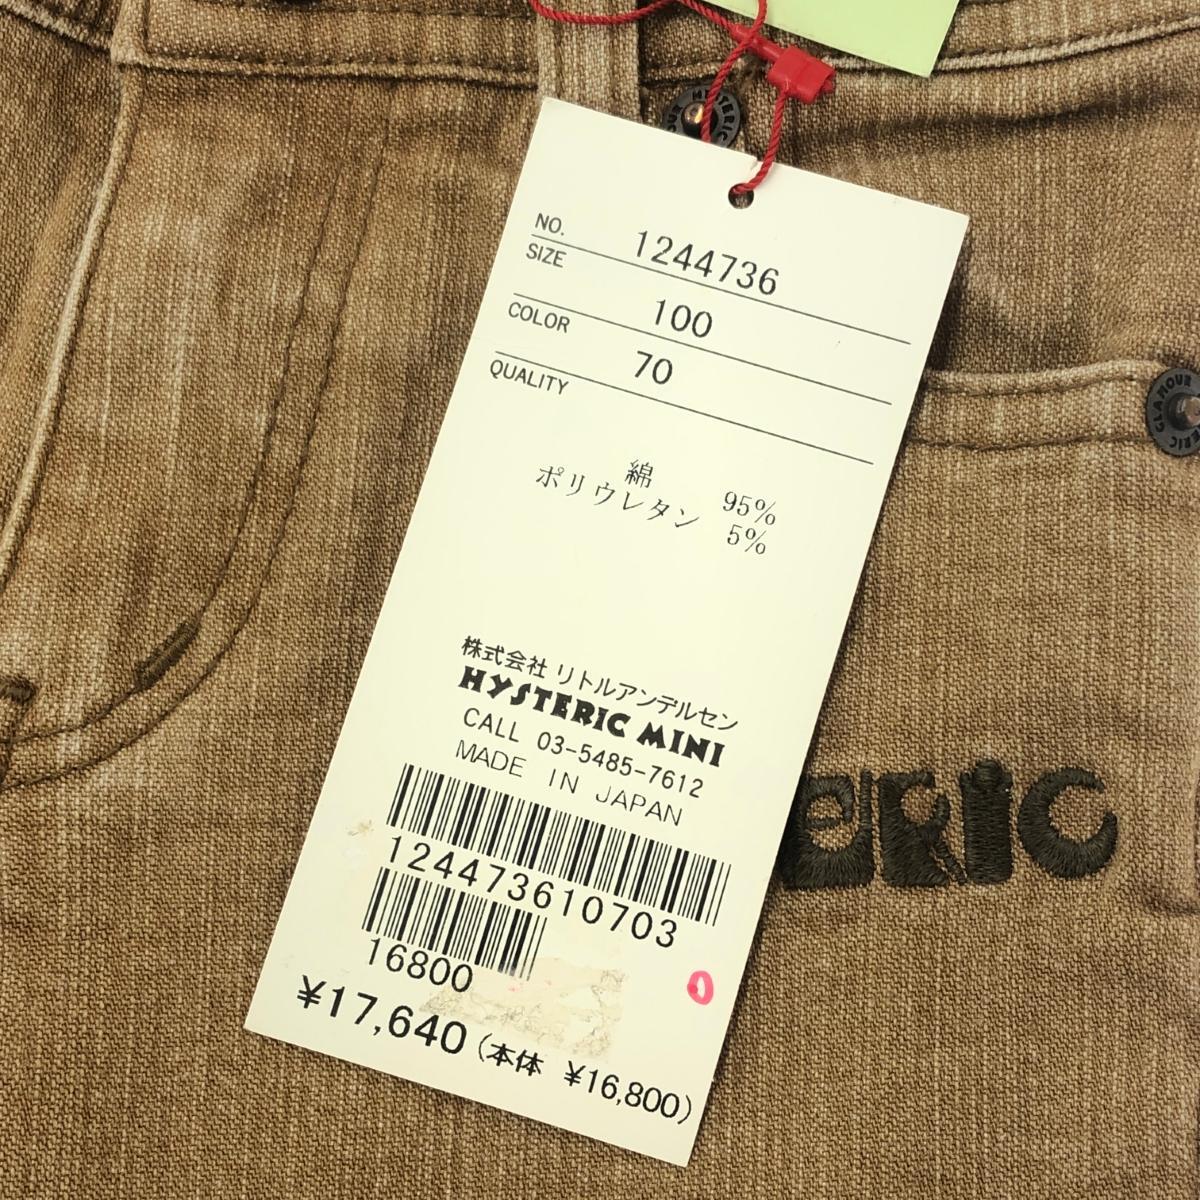 NO. 1244736
SIZE 100
COLOR 70
QUALITY
綿 95%
ポリウレタン 5%
株式会社 リトルアンデルセン
HYSTERIC MINI
CALL 03-5485-7612
MADE IN JAPAN
124473610703
16800
¥17,640 (本体 ¥16,800)
ERIC
HYSTERIC
GLAMOUR